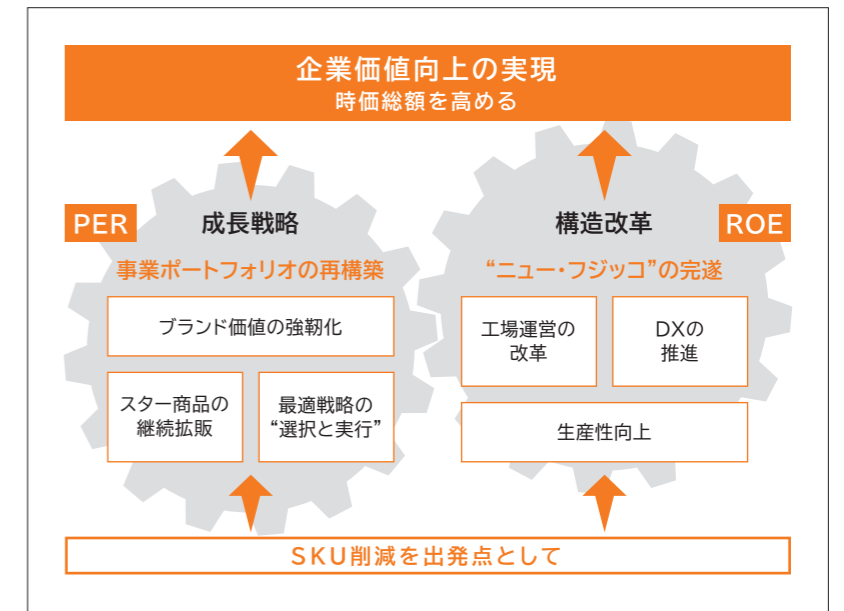 企業価値向上の実現
時価総額を高める
PER
成長戦略
構造改革
ROE
事業ポートフォリオの再構築
“ニュー・フジッコ”の完遂
ブランド価値の強靭化
スター商品の
継続拡販
最適戦略の
“選択と実行”
工場運営の
改革
DXの
推進
生産性向上
SKU削減を出発点として